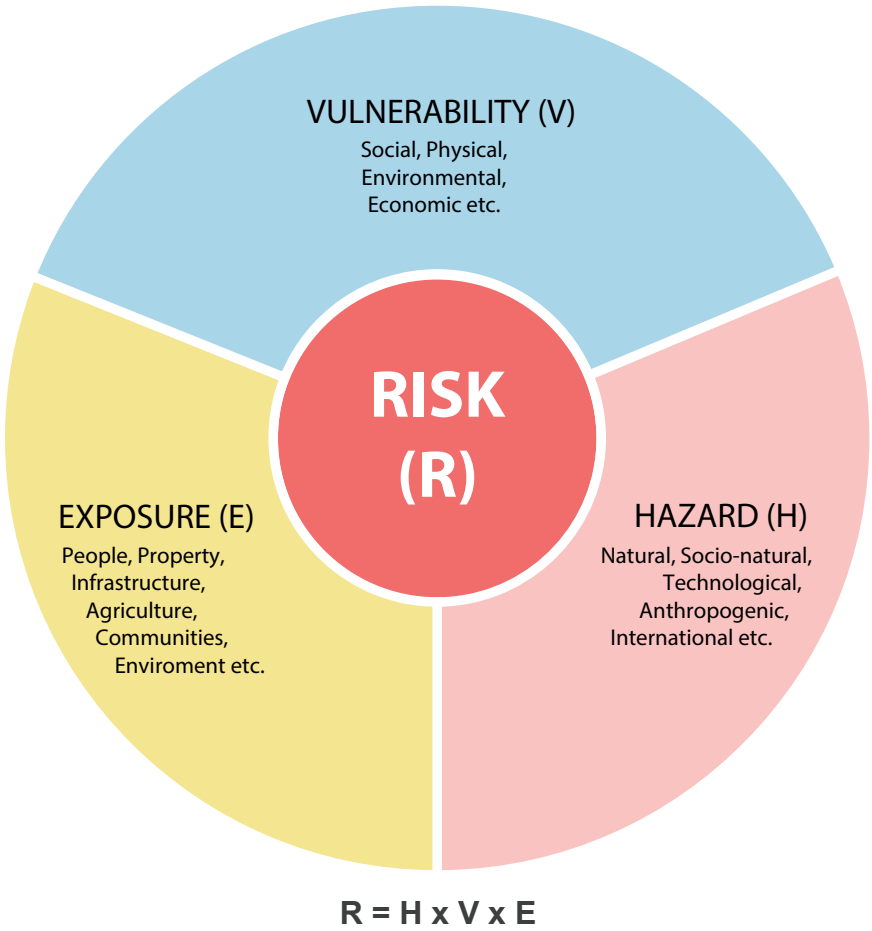 VULNERABILITY (V)
Social, Physical,
Environmental,
Economic etc.
RISK
(R)
EXPOSURE (E)
People, Property,
Infrastructure,
Agriculture,
Communities,
Enviroment etc.
HAZARD (H)
Natural, Socio-natural,
Technological,
Anthropogenic,
International etc.
R = H x V x E